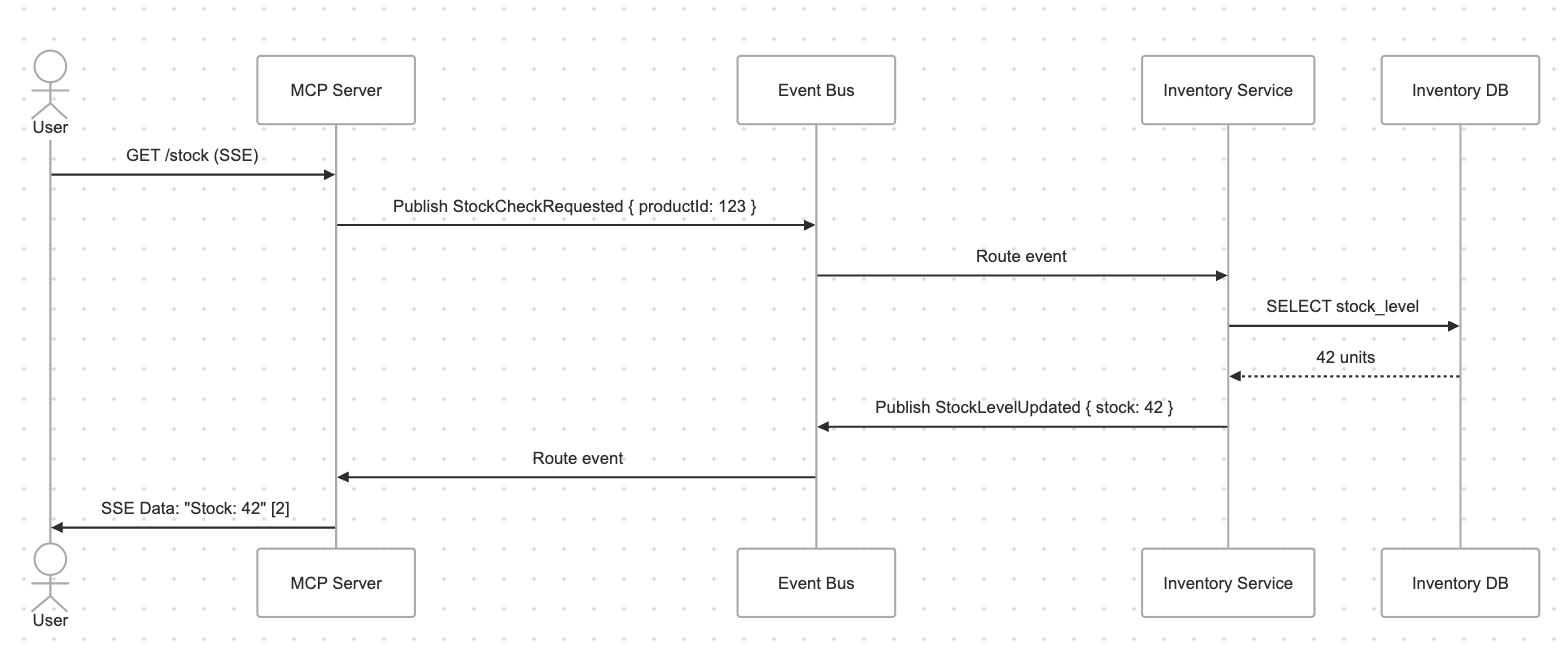 MCP Server
Event Bus
Inventory Service
Inventory DB
User
GET /stock (SSE)
Publish StockCheckRequested { productId: 123 }
Route event
SELECT stock_level
42 units
Publish StockLevelUpdated { stock: 42 }
Route event
SSE Data: "Stock: 42" [2]
MCP Server
Event Bus
Inventory Service
Inventory DB
User